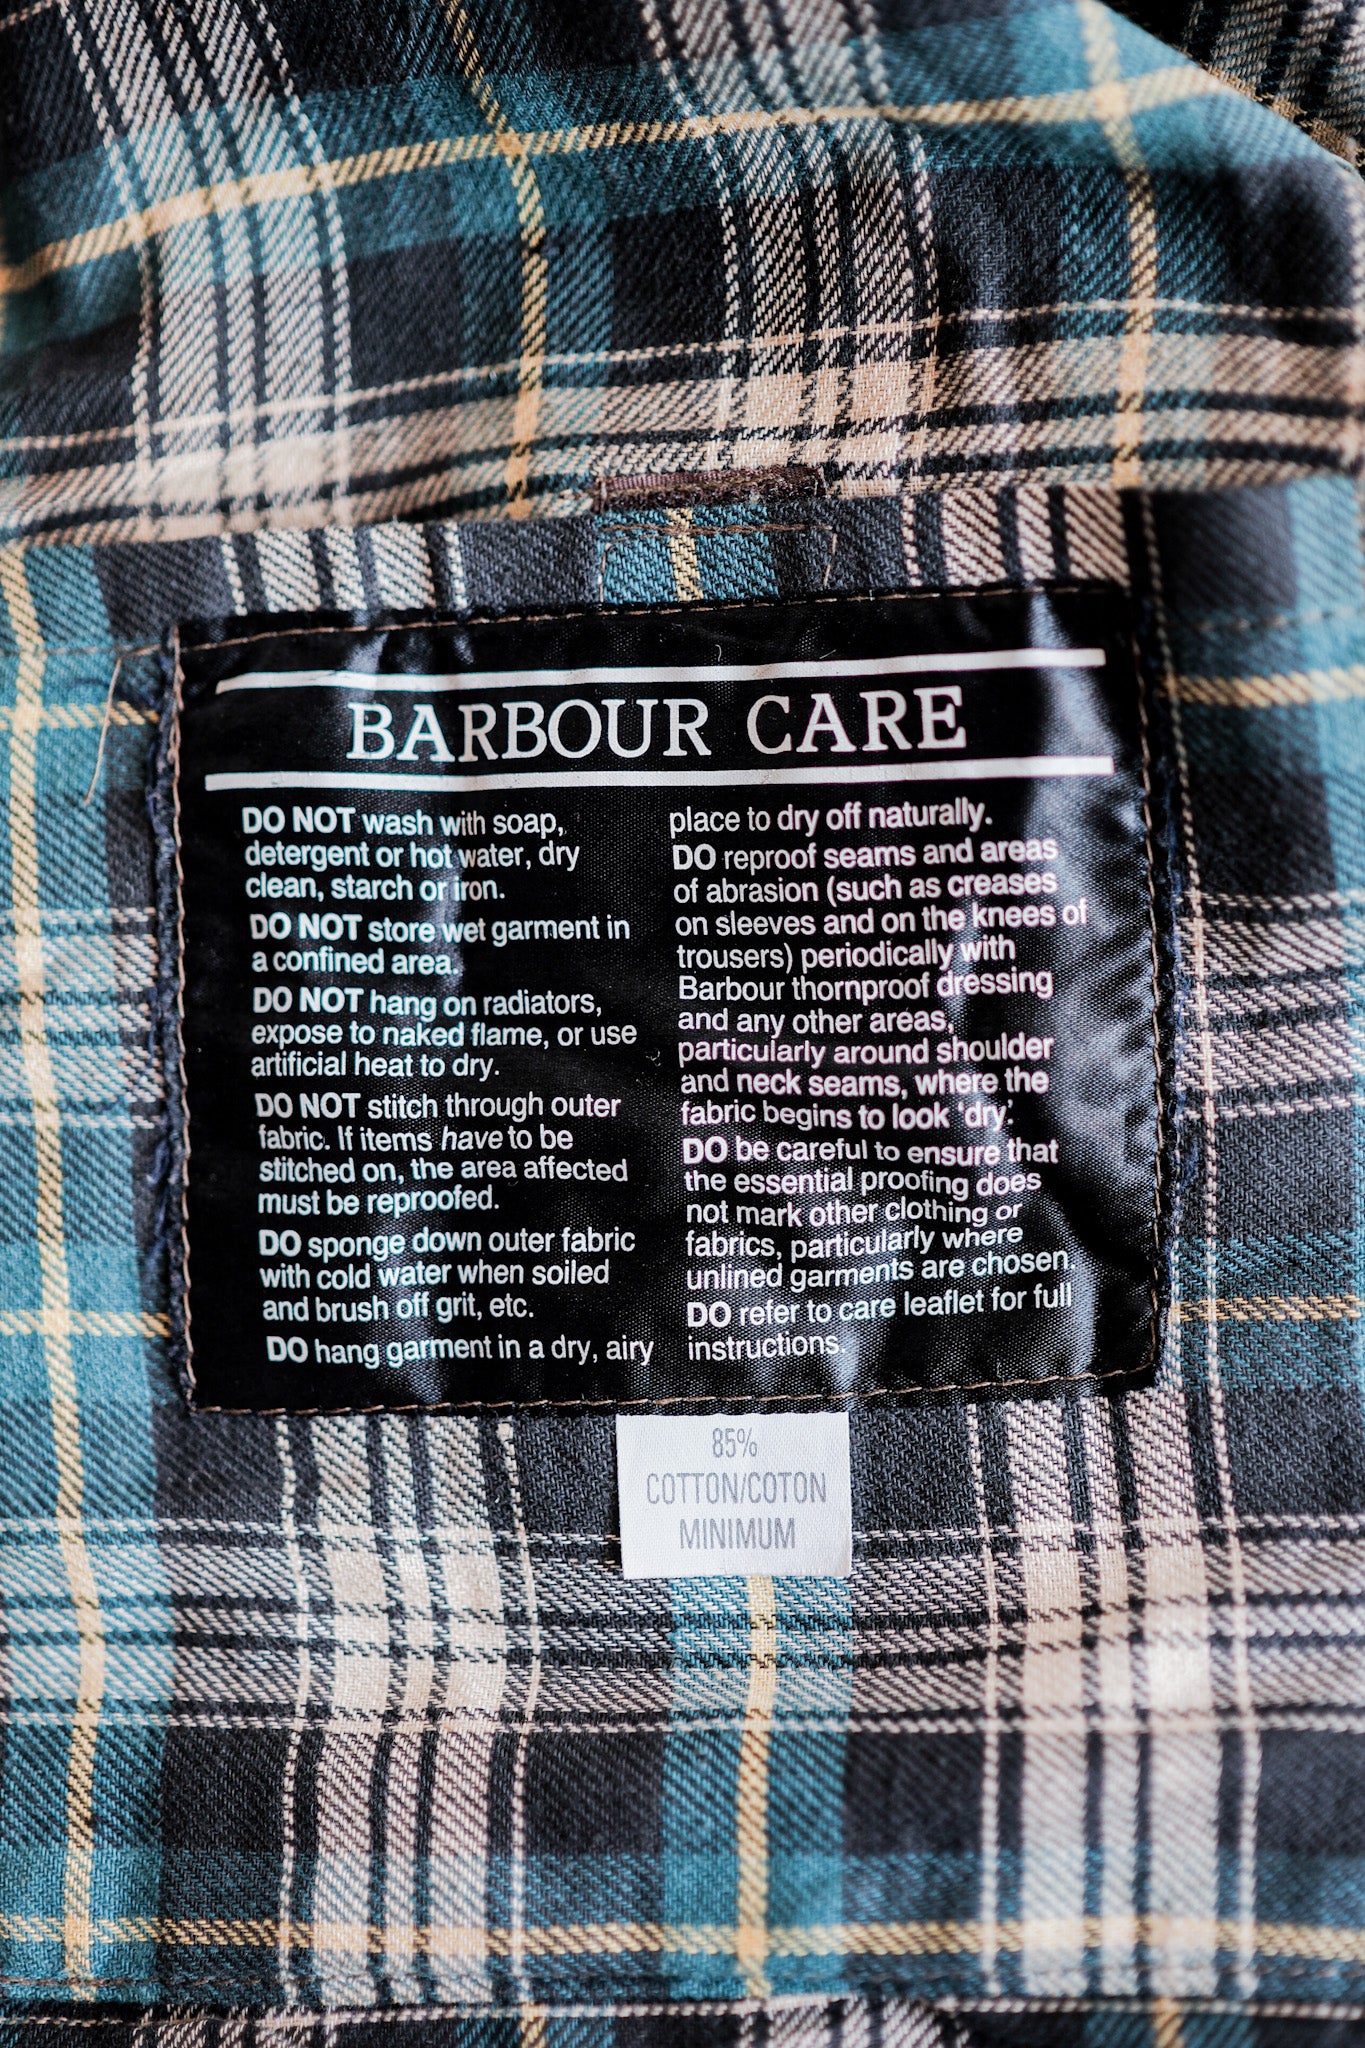 BARBOUR CARE
DO NOT wash with soap,
detergent or hot water, dry
clean, starch or iron.
DO NOT store wet garment in
a confined area.
DO NOT hang on radiators,
expose to naked flame, or use
artificial heat to dry.
DO NOT stitch through outer
fabric. If items have to be
stitched on, the area affected
must be reproofed.
DO sponge down outer fabric
with cold water when soiled
and brush off grit, etc.
DO hang garment in a dry, airy
place to dry off naturally.
DO reproof seams and areas
of abrasion (such as creases
on sleeves and on the knees of
trousers) periodically with
Barbour thornproof dressing
and any other areas,
particularly around shoulder
and neck seams, where the
fabric begins to look ‘dry’.
DO be careful to ensure that
the essential proofing does
not mark other clothing or
fabrics, particularly where
unlined garments are chosen.
DO refer to care leaflet for full
instructions.
85%
COTTON/COTON
MINIMUM